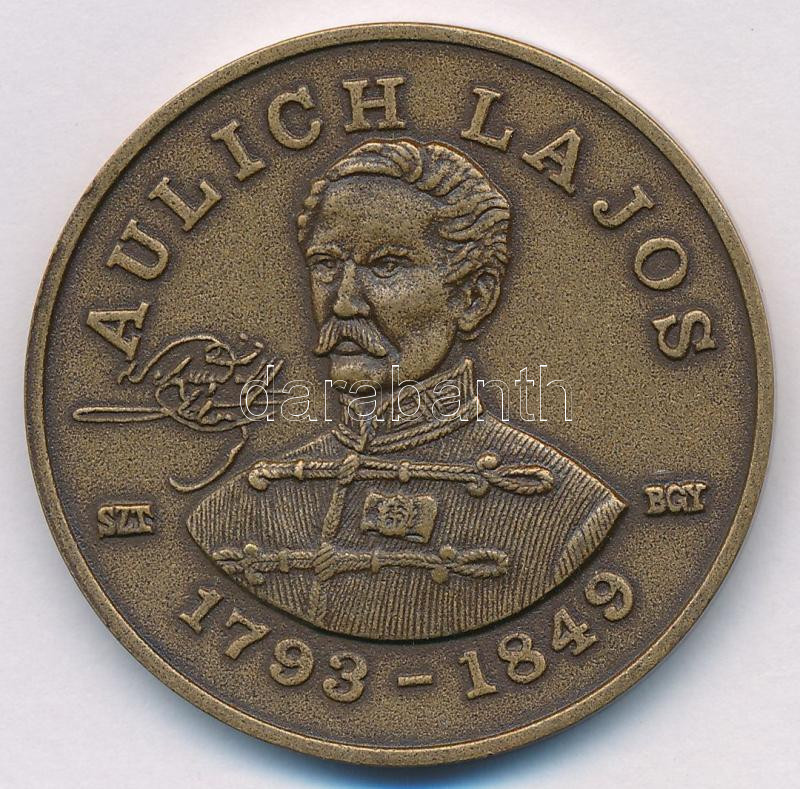 AULICH LAJOS
SZT.
BGY
1793 – 1849
darabanth